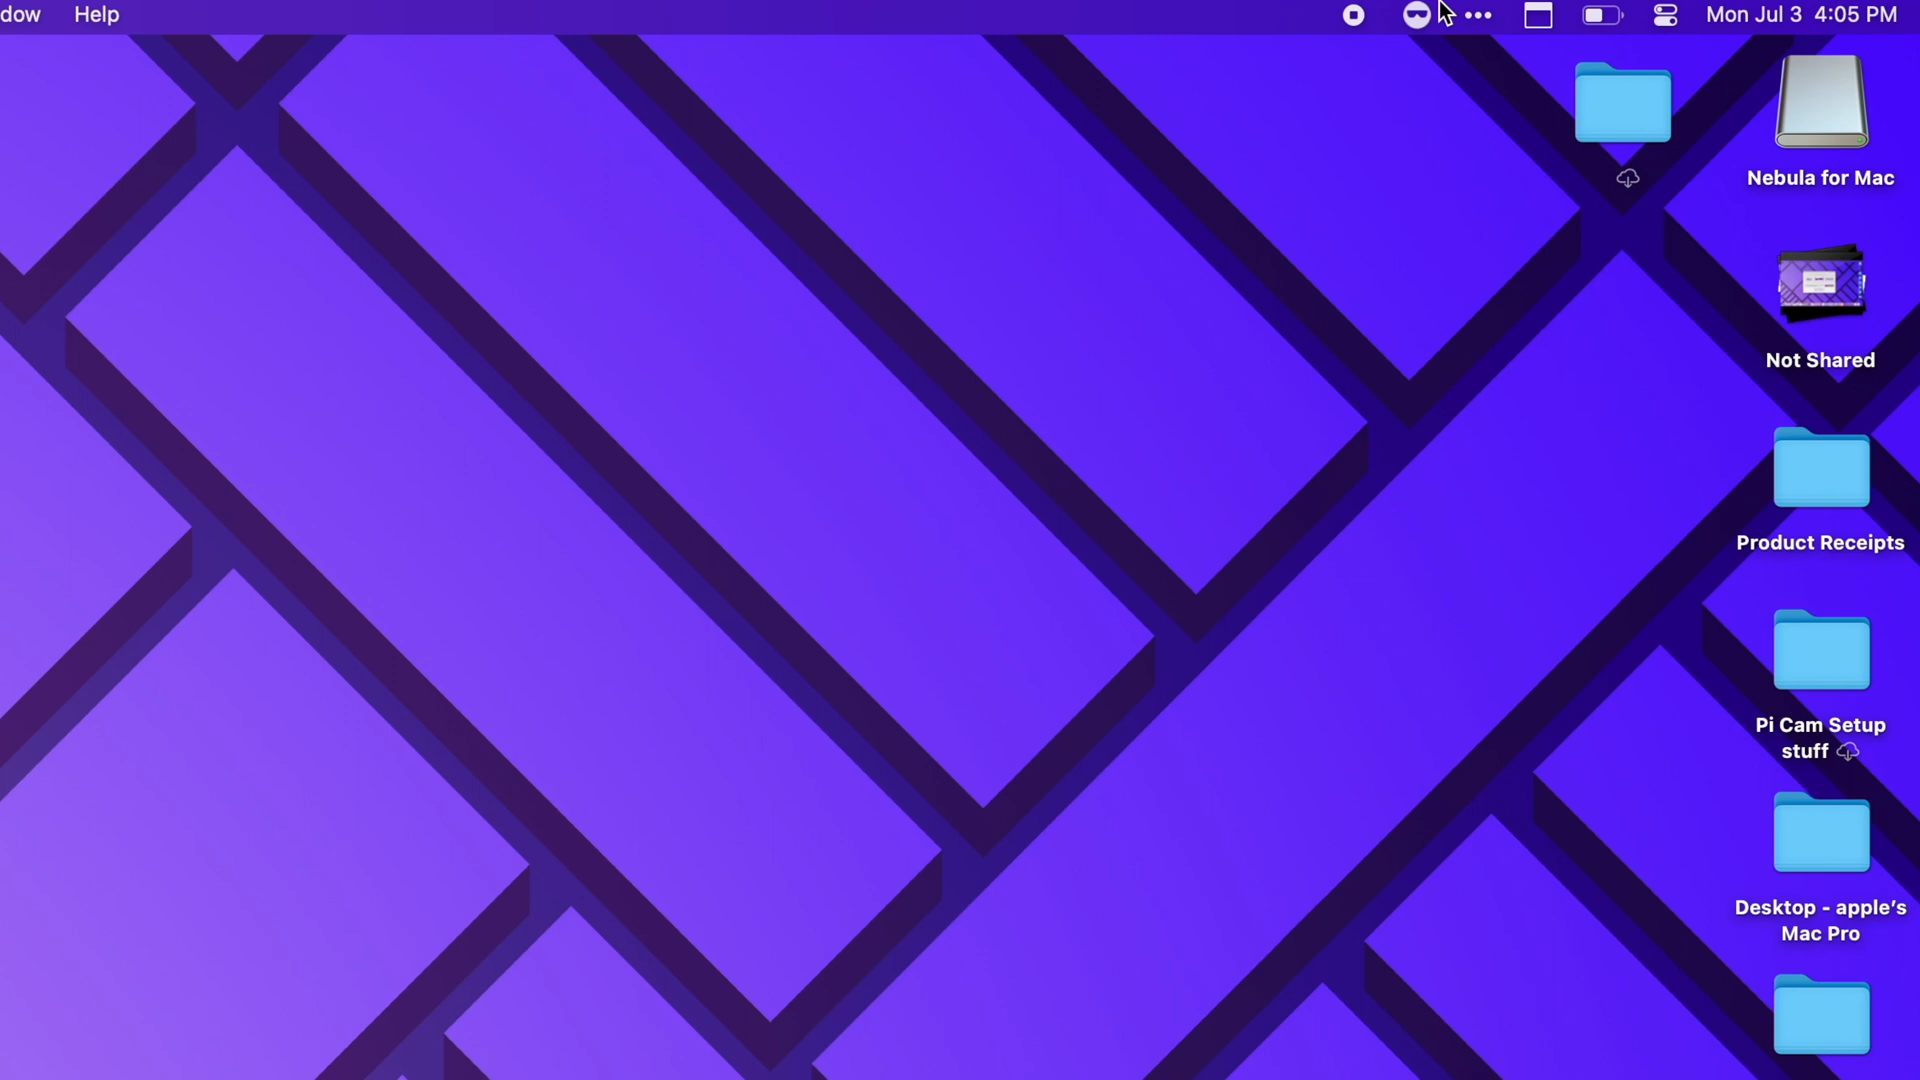 dow Help Mon Jul 3 4:05 PM
Nebula for Mac
Not Shared
Product Receipts
Pi Cam Setup
stuff
Desktop - apple’s
Mac Pro